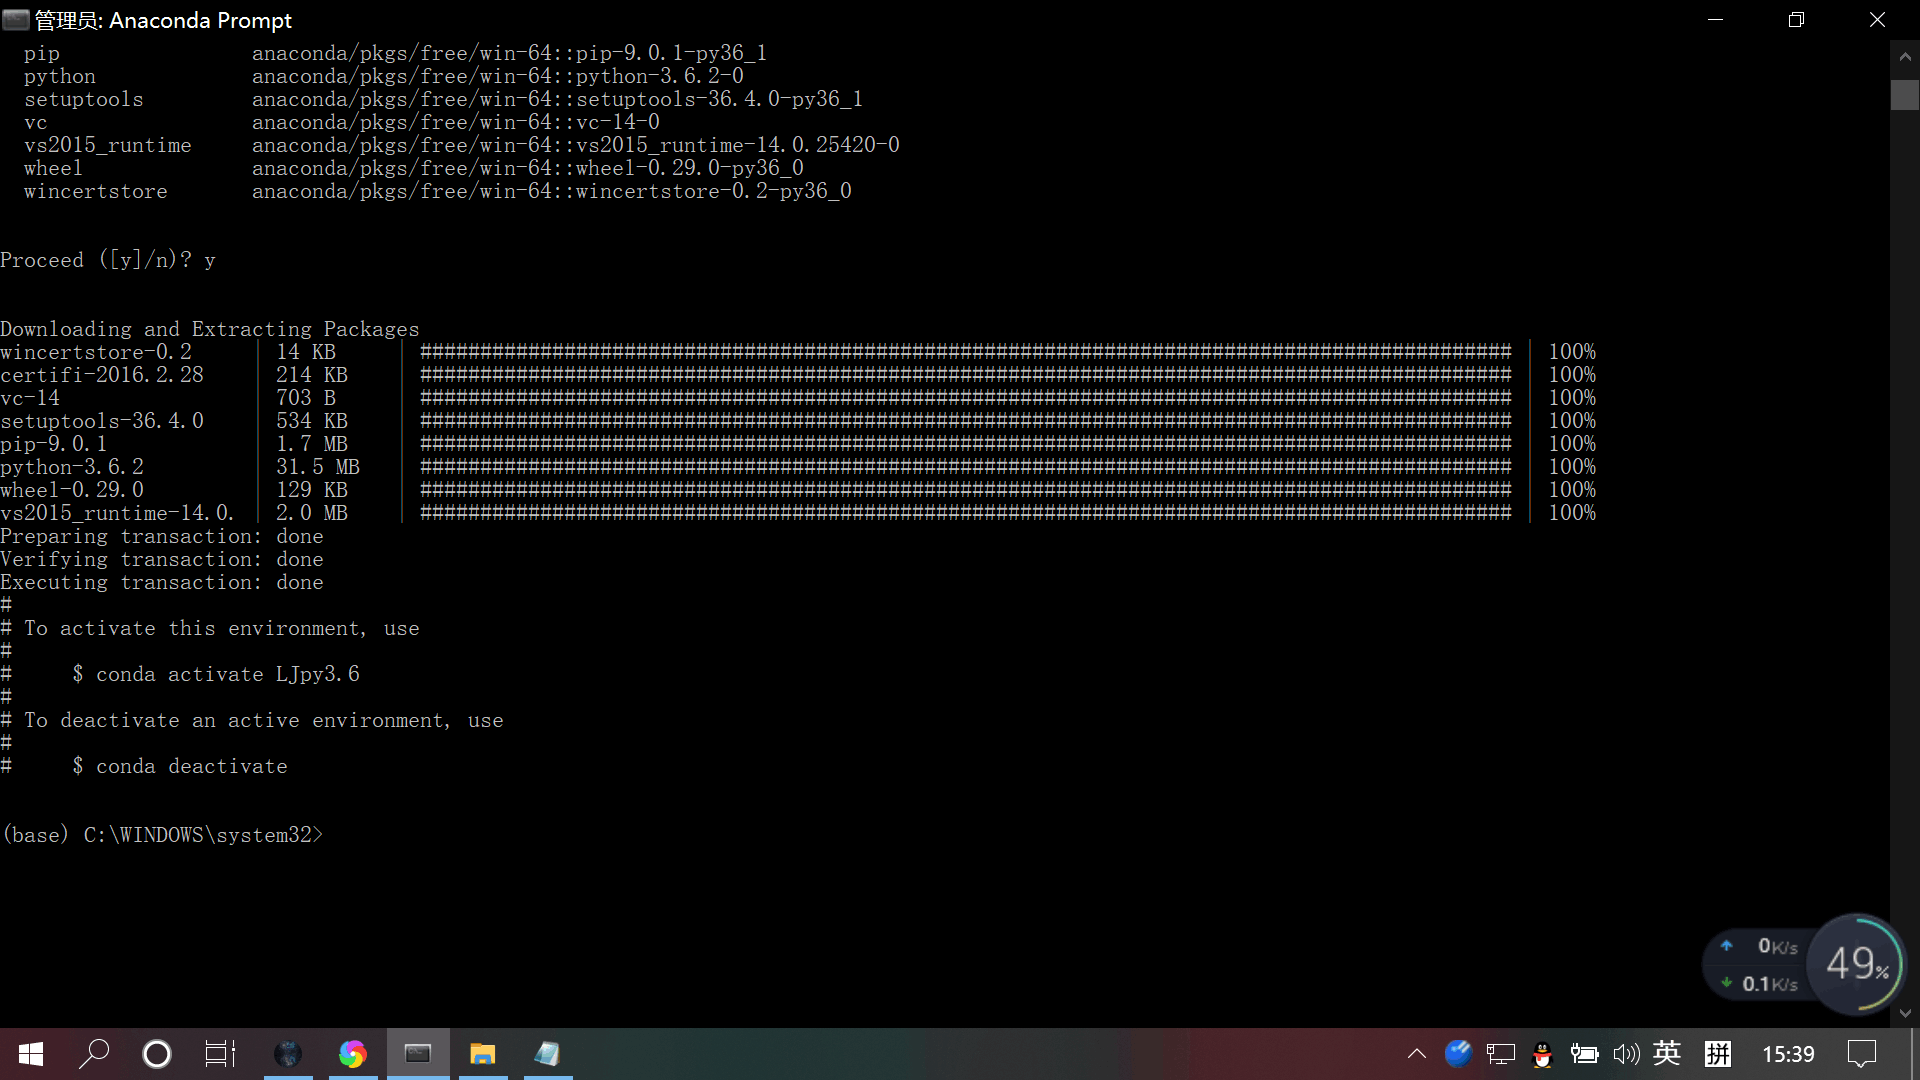 管理员: Anaconda Prompt
pip anaconda/pkgs/free/win-64::pip-9.0.1-py36_1
python anaconda/pkgs/free/win-64::python-3.6.2-0
setuptools anaconda/pkgs/free/win-64::setuptools-36.4.0-py36_1
vc anaconda/pkgs/free/win-64::vc-14-0
vs2015_runtime anaconda/pkgs/free/win-64::vs2015_runtime-14.0.25420-0
wheel anaconda/pkgs/free/win-64::wheel-0.29.0-py36_0
wincertstore anaconda/pkgs/free/win-64::wincertstore-0.2-py36_0
Proceed ([y]/n)? y
Downloading and Extracting Packages
wincertstore-0.2 | 14 KB | ########################################################################################### | 100%
certifi-2016.2.28 | 214 KB | ########################################################################################### | 100%
vc-14 | 703 B | ########################################################################################### | 100%
setuptools-36.4.0 | 534 KB | ########################################################################################### | 100%
pip-9.0.1 | 1.7 MB | ########################################################################################### | 100%
python-3.6.2 | 31.5 MB | ########################################################################################### | 100%
wheel-0.29.0 | 129 KB | ########################################################################################### | 100%
vs2015_runtime-14.0. | 2.0 MB | ########################################################################################### | 100%
Preparing transaction: done
Verifying transaction: done
Executing transaction: done
#
# To activate this environment, use
#
# $ conda activate LJpy3.6
#
# To deactivate an active environment, use
#
# $ conda deactivate
(base) C:\WINDOWS\system32>
0K/s
0.1K/s
49%
英
拼
15:39